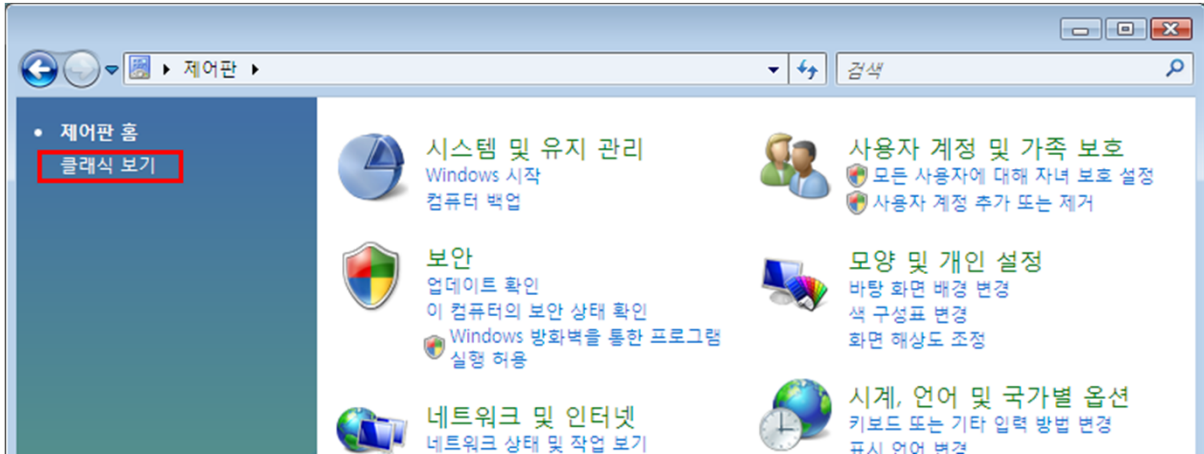 제어판
검색
제어판 홈
클래식 보기
시스템 및 유지 관리
Windows 시작
컴퓨터 백업
보안
업데이트 확인
이 컴퓨터의 보안 상태 확인
Windows 방화벽을 통한 프로그램
실행 허용
네트워크 및 인터넷
네트워크 상태 및 작업 보기
사용자 계정 및 가족 보호
모든 사용자에 대해 자녀 보호 설정
사용자 계정 추가 또는 제거
모양 및 개인 설정
바탕 화면 배경 변경
색 구성표 변경
화면 해상도 조정
시계, 언어 및 국가별 옵션
키보드 또는 기타 입력 방법 변경
표시 언어 변경